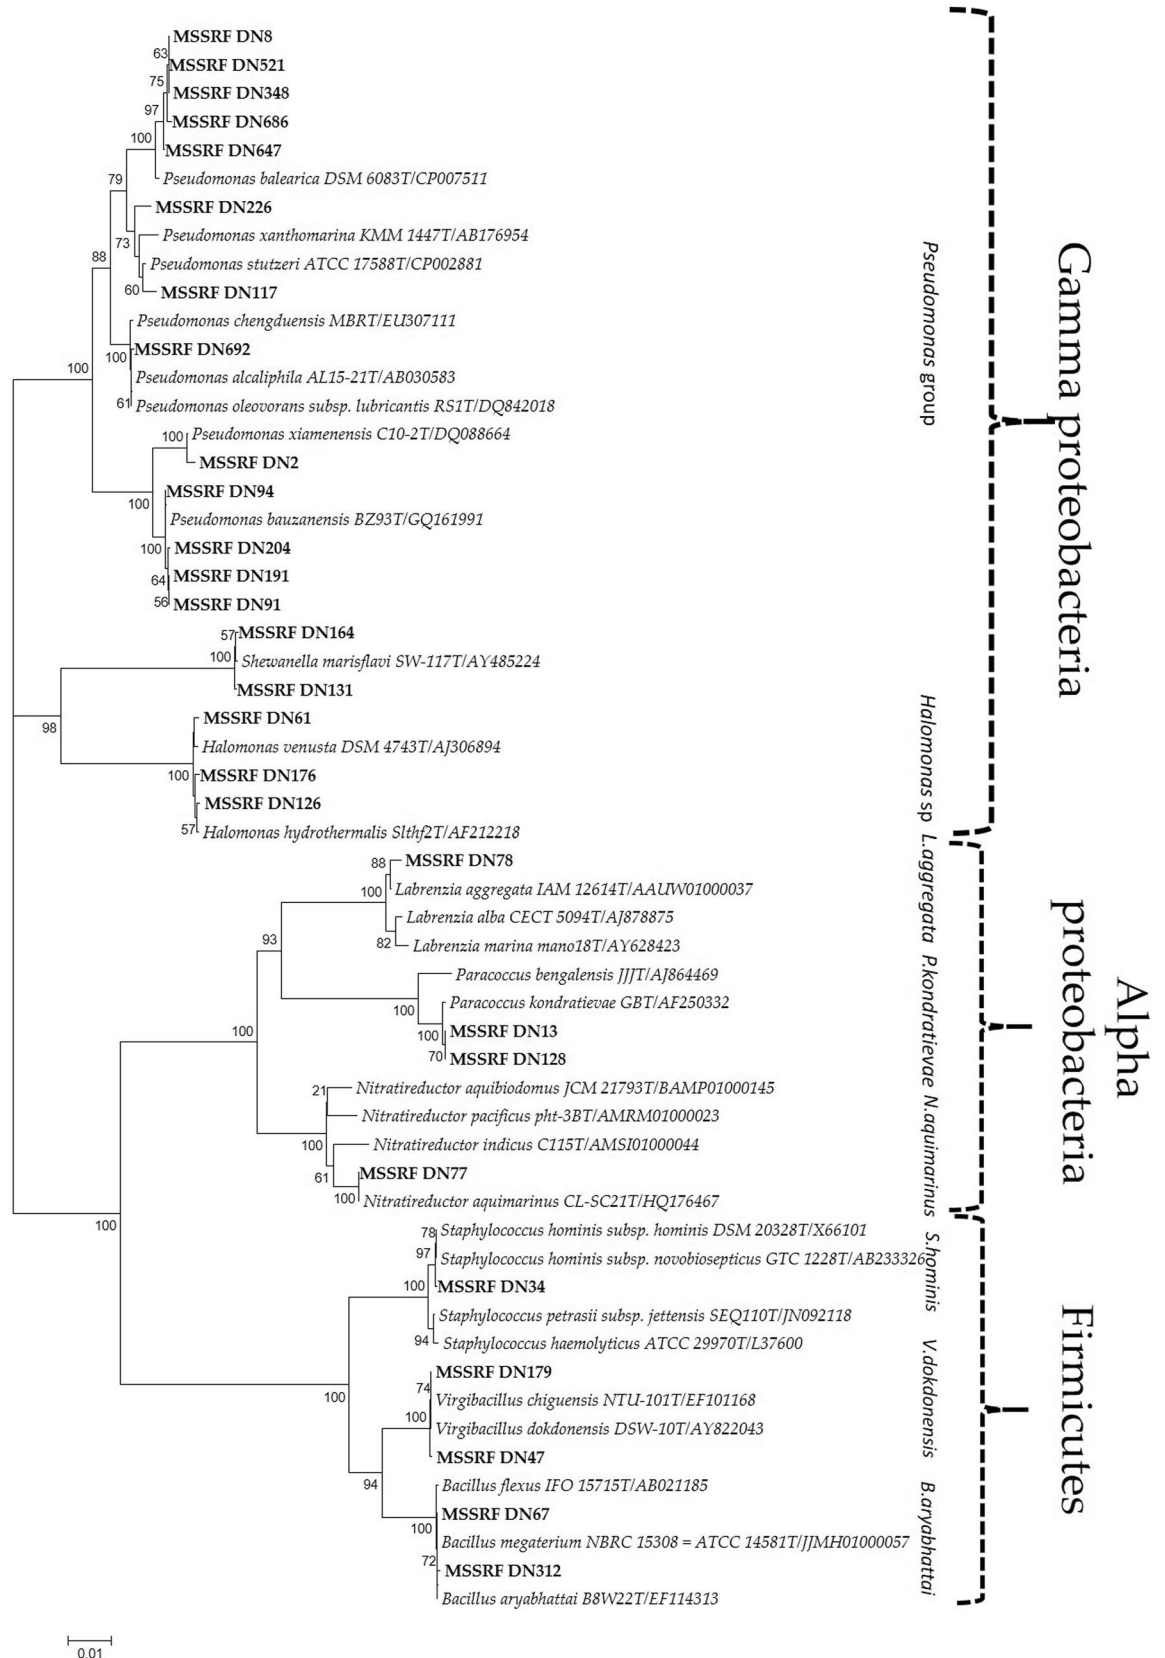 63
MSSRF DN8
MSSRF DN521
75
MSSRF DN348
97
MSSRF DN686
100
MSSRF DN647
Pseudomonas balearica DSM 6083T/CP007511
79
MSSRF DN226
Pseudomonas xanthomarina KMM 1447T/AB176954
73
88
Pseudomonas stutzeri ATCC 17588T/CP002881
60
MSSRF DN117
Pseudomonas chengduensis MBRT/EU307111
100
MSSRF DN692
100
Pseudomonas alcaliphila AL15-21T/AB030583
61
Pseudomonas oleovorans subsp. lubricantis RS1T/DQ842018
100
Pseudomonas xiamenensis C10-2T/DQ088664
MSSRF DN2
100
MSSRF DN94
Pseudomonas bauzanensis BZ93T/GQ161991
100
MSSRF DN204
64
MSSRF DN191
56
MSSRF DN91
57
MSSRF DN164
100
Shewanella marisflavi SW-117T/AY485224
MSSRF DN131
98
MSSRF DN61
Halomonas venusta DSM 4743T/AJ306894
100
MSSRF DN176
MSSRF DN126
57
Halomonas hydrothermalis Slthf2T/AF212218
88
MSSRF DN78
100
Labrenzia aggregata IAM 12614T/AAUW01000037
Labrenzia alba CECT 5094T/AJ878875
93
82
Labrenzia marina mano18T/AY628423
Paracoccus bengalensis JJJT/AJ864469
100
Paracoccus kondratievae GBT/AF250332
100
100
MSSRF DN13
70
MSSRF DN128
21
Nitratireductor aquibiodomus JCM 21793T/BAMP01000145
Nitratireductor pacificus pht-3BT/AMRM01000023
100
Nitratireductor indicus C115T/AMSI01000044
61
MSSRF DN77
100
Nitratireductor aquimarinus CL-SC21T/HQ176467
100
78
Staphylococcus hominis subsp. hominis DSM 20328T/X66101
97
Staphylococcus hominis subsp. novobiosepticus GTC 1228T/AB233326
100
MSSRF DN34
Staphylococcus petrasii subsp. jettensis SEQ110T/JN092118
94
Staphylococcus haemolyticus ATCC 29970T/L37600
100
MSSRF DN179
74
Virgibacillus chiguensis NTU-101T/EF101168
100
Virgibacillus dokdonensis DSW-10T/AY822043
MSSRF DN47
94
Bacillus flexus IFO 15715T/AB021185
MSSRF DN67
100
Bacillus megaterium NBRC 15308 = ATCC 14581T/JJMH01000057
72
MSSRF DN312
Bacillus aryabhattai B8W22T/EF114313
0.01
Pseudomonas group
Halomonas sp
L.aggregata
P.kondratievae
N.aquimarinus
S.hominis
V.dokdonensis
B.aryabhattai
Gamma proteobacteria
Alpha
proteobacteria
Firmicutes